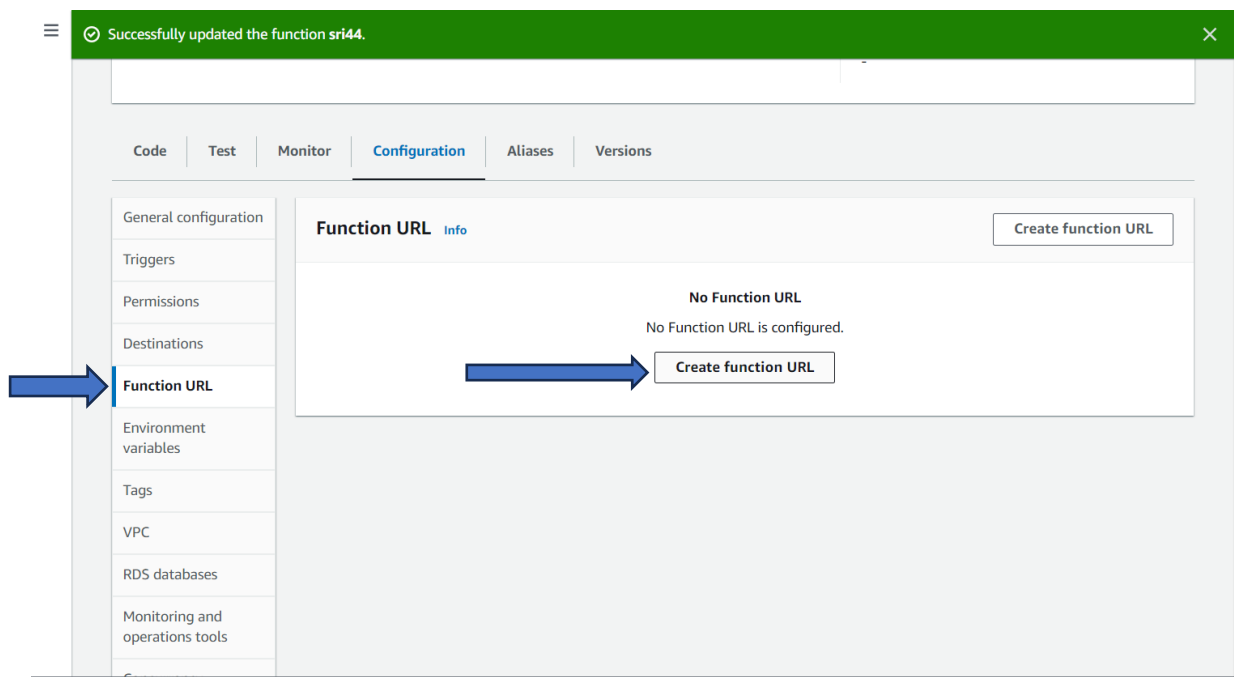 Successfully updated the function sri44.
-
Code Test Monitor Configuration Aliases Versions
General configuration
Triggers
Permissions
Destinations
Function URL
Environment
variables
Tags
VPC
RDS databases
Monitoring and
operations tools
Function URL Info
Create function URL
No Function URL
No Function URL is configured.
Create function URL